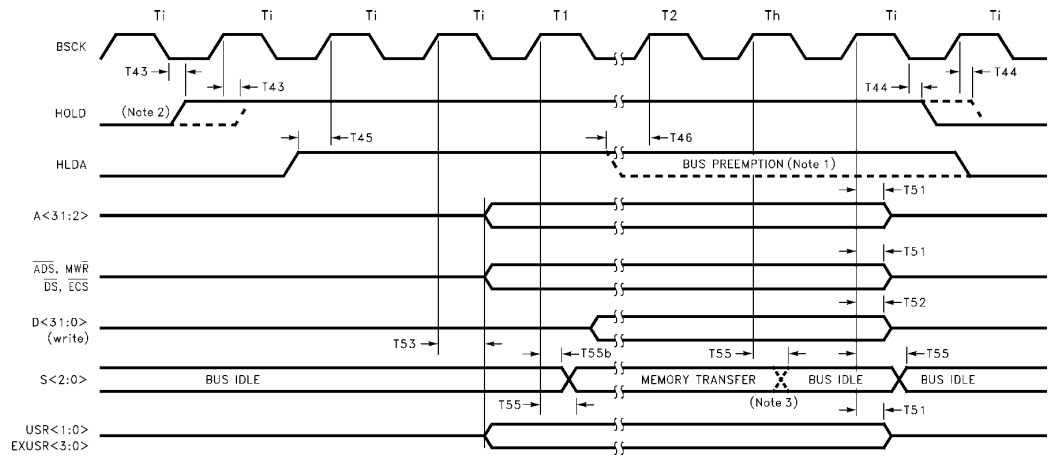 Ti Ti Ti Ti T1 T2 Th Ti Ti
BSCK
T43 T43 T44 T44
HOLD (Note 2)
T45 T46
HLDA BUS PREEMPTION (Note 1)
T51
A<31:2>
T51
ADS, MWR
DS, ECS
T52
D<31:0>
(write)
T53 T55b T55 T55
S<2:0> BUS IDLE MEMORY TRANSFER BUS IDLE BUS IDLE
(Note 3)
T55 T51
USR<1:0>
EXUSR<3:0>